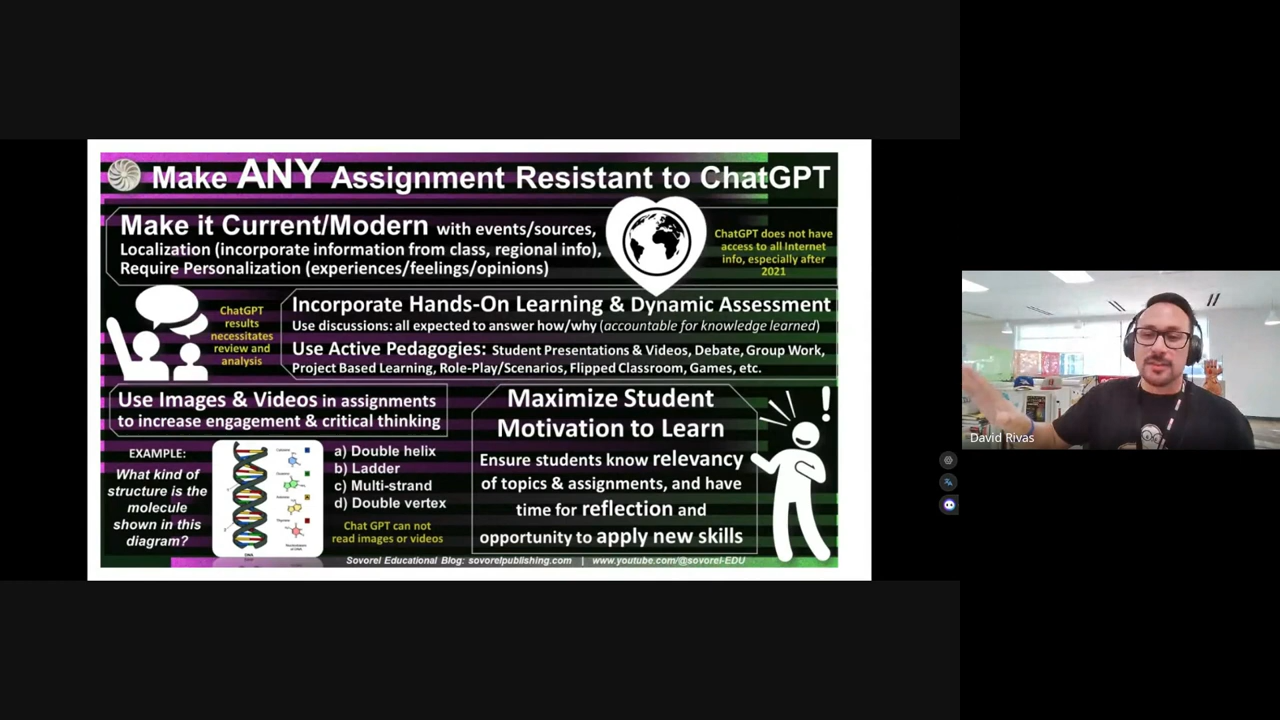 Make ANY Assignment Resistant to ChatGPT
Make it Current/Modern with events/sources,
Localization (incorporate information from class, regional info),
Require Personalization (experiences/feelings/opinions)
ChatGPT does not have
access to all Internet
info, especially after
2021
ChatGPT
results
necessitates
review and
analysis
Incorporate Hands-On Learning & Dynamic Assessment
Use discussions: all expected to answer how/why (accountable for knowledge learned)
Use Active Pedagogies: Student Presentations & Videos, Debate, Group Work,
Project Based Learning, Role-Play/Scenarios, Flipped Classroom, Games, etc.
Use Images & Videos in assignments
to increase engagement & critical thinking
EXAMPLE:
What kind of
structure is the
molecule
shown in this
diagram?
a) Double helix
b) Ladder
c) Multi-strand
d) Double vertex
Chat GPT can not
read images or videos
Maximize Student
Motivation to Learn
Ensure students know relevancy
of topics & assignments, and have
time for reflection and
opportunity to apply new skills
!
Sovorel Educational Blog: sovorelpublishing.com | www.youtube.com/@sovorel-EDU
David Rivas